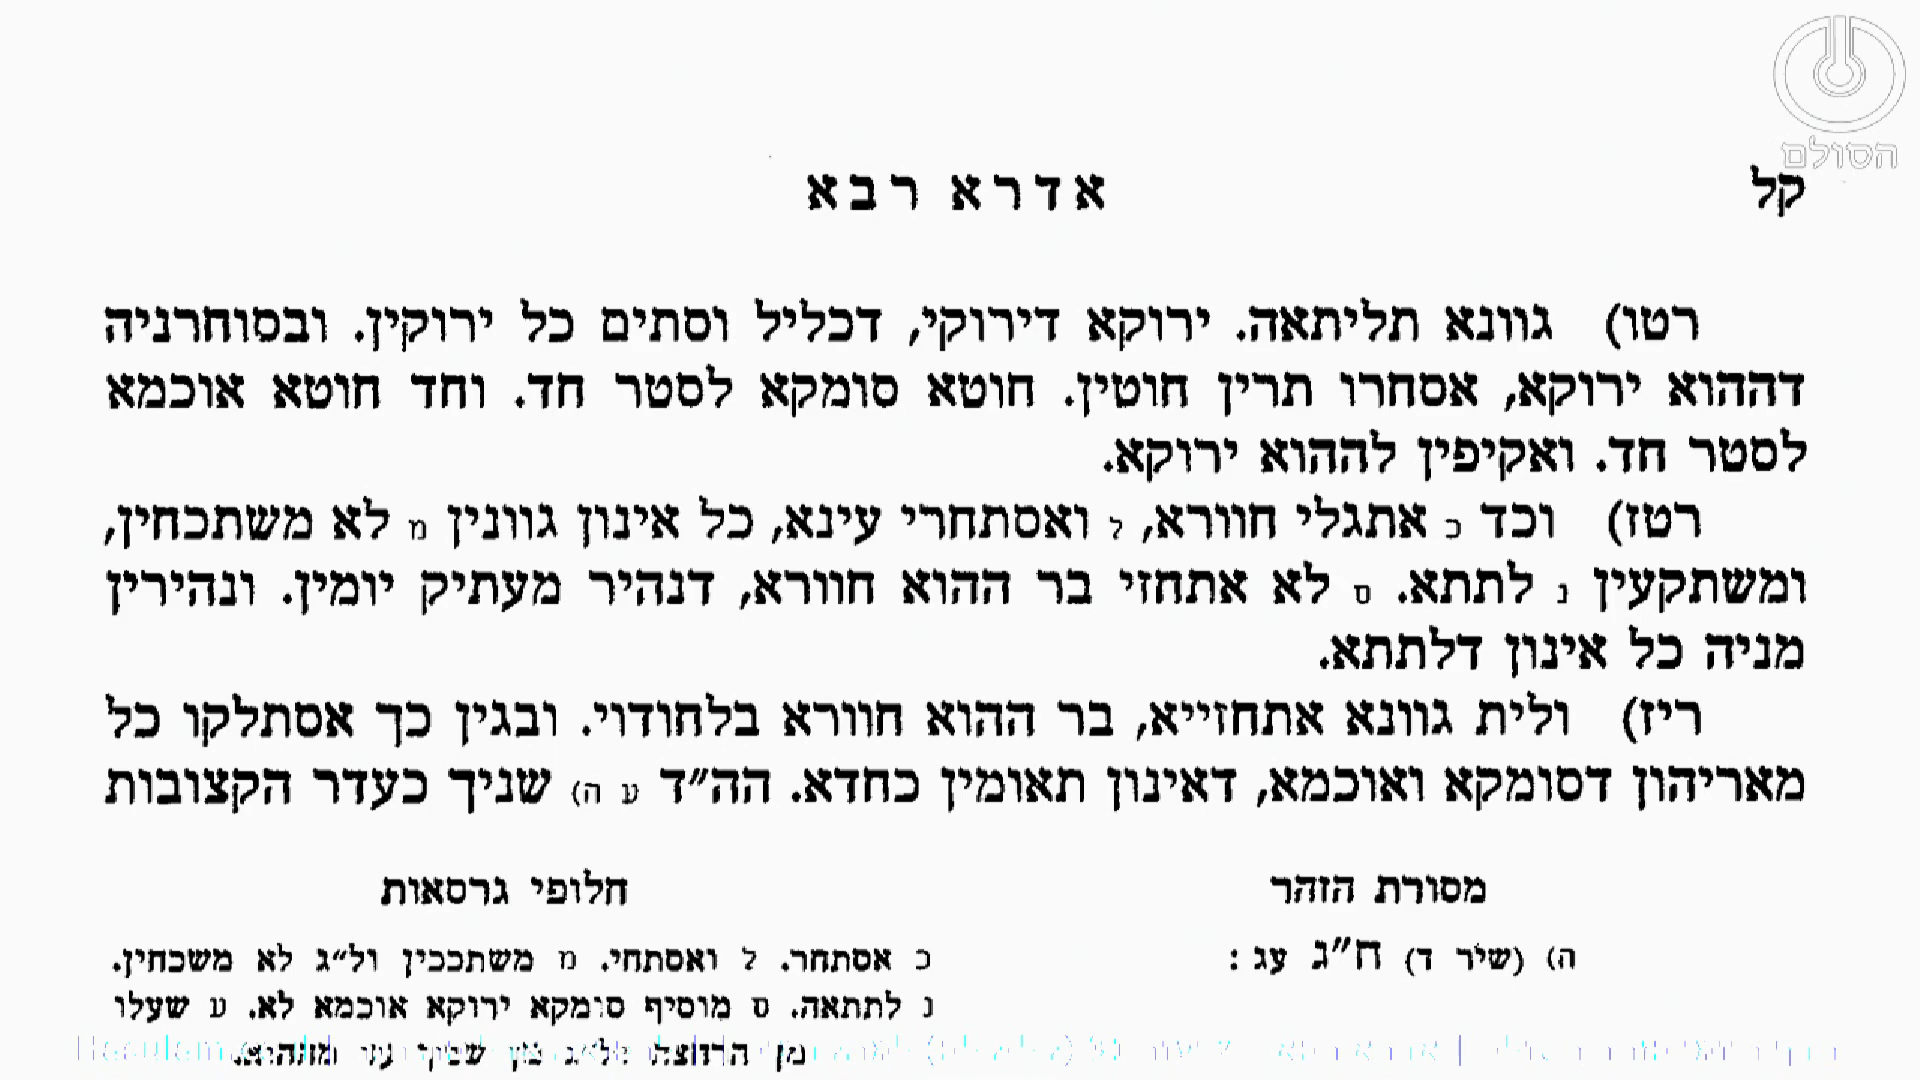 הסולם
קל
אדרא רבא
רטו) גוונא תליתאה. ירוקא דירוקי, דכליל וסתים כל ירוקין. ובסוחרניה
דההוא ירוקא, אסחרו תרין חוטין. חוטא סומקא לסטר חד. וחד חוטא אוכמא
לסטר חד. ואקיפין לההוא ירוקא.
רטז) וכד כ אתגלי חוורא, ל ואסתחרי עינא, כל אינון גוונין מ לא משתכחין,
ומשתקעין נ לתתא. ס לא אתחזי בר ההוא חוורא, דנהיר מעתיק יומין. ונהירין
מניה כל אינון דלתתא.
ריז) ולית גוונא אתחזייא, בר ההוא חוורא בלחודוי. ובגין כך אסתלקו כל
מאריהון דסומקא ואוכמא, דאינון תאומין כחדא. הה״ד ע ה) שניך כעדר הקצובות
מסורת הזהר
ה) (שיר ד) ח״ג עג :
חלופי גרסאות
כ אסתחר. ל ואסתחי. מ משתככין ול״ג לא משכחין.
נ לתתאה. ס מוסיף סומקא ירוקא אוכמא לא. ע שעלו
מן הרחצה